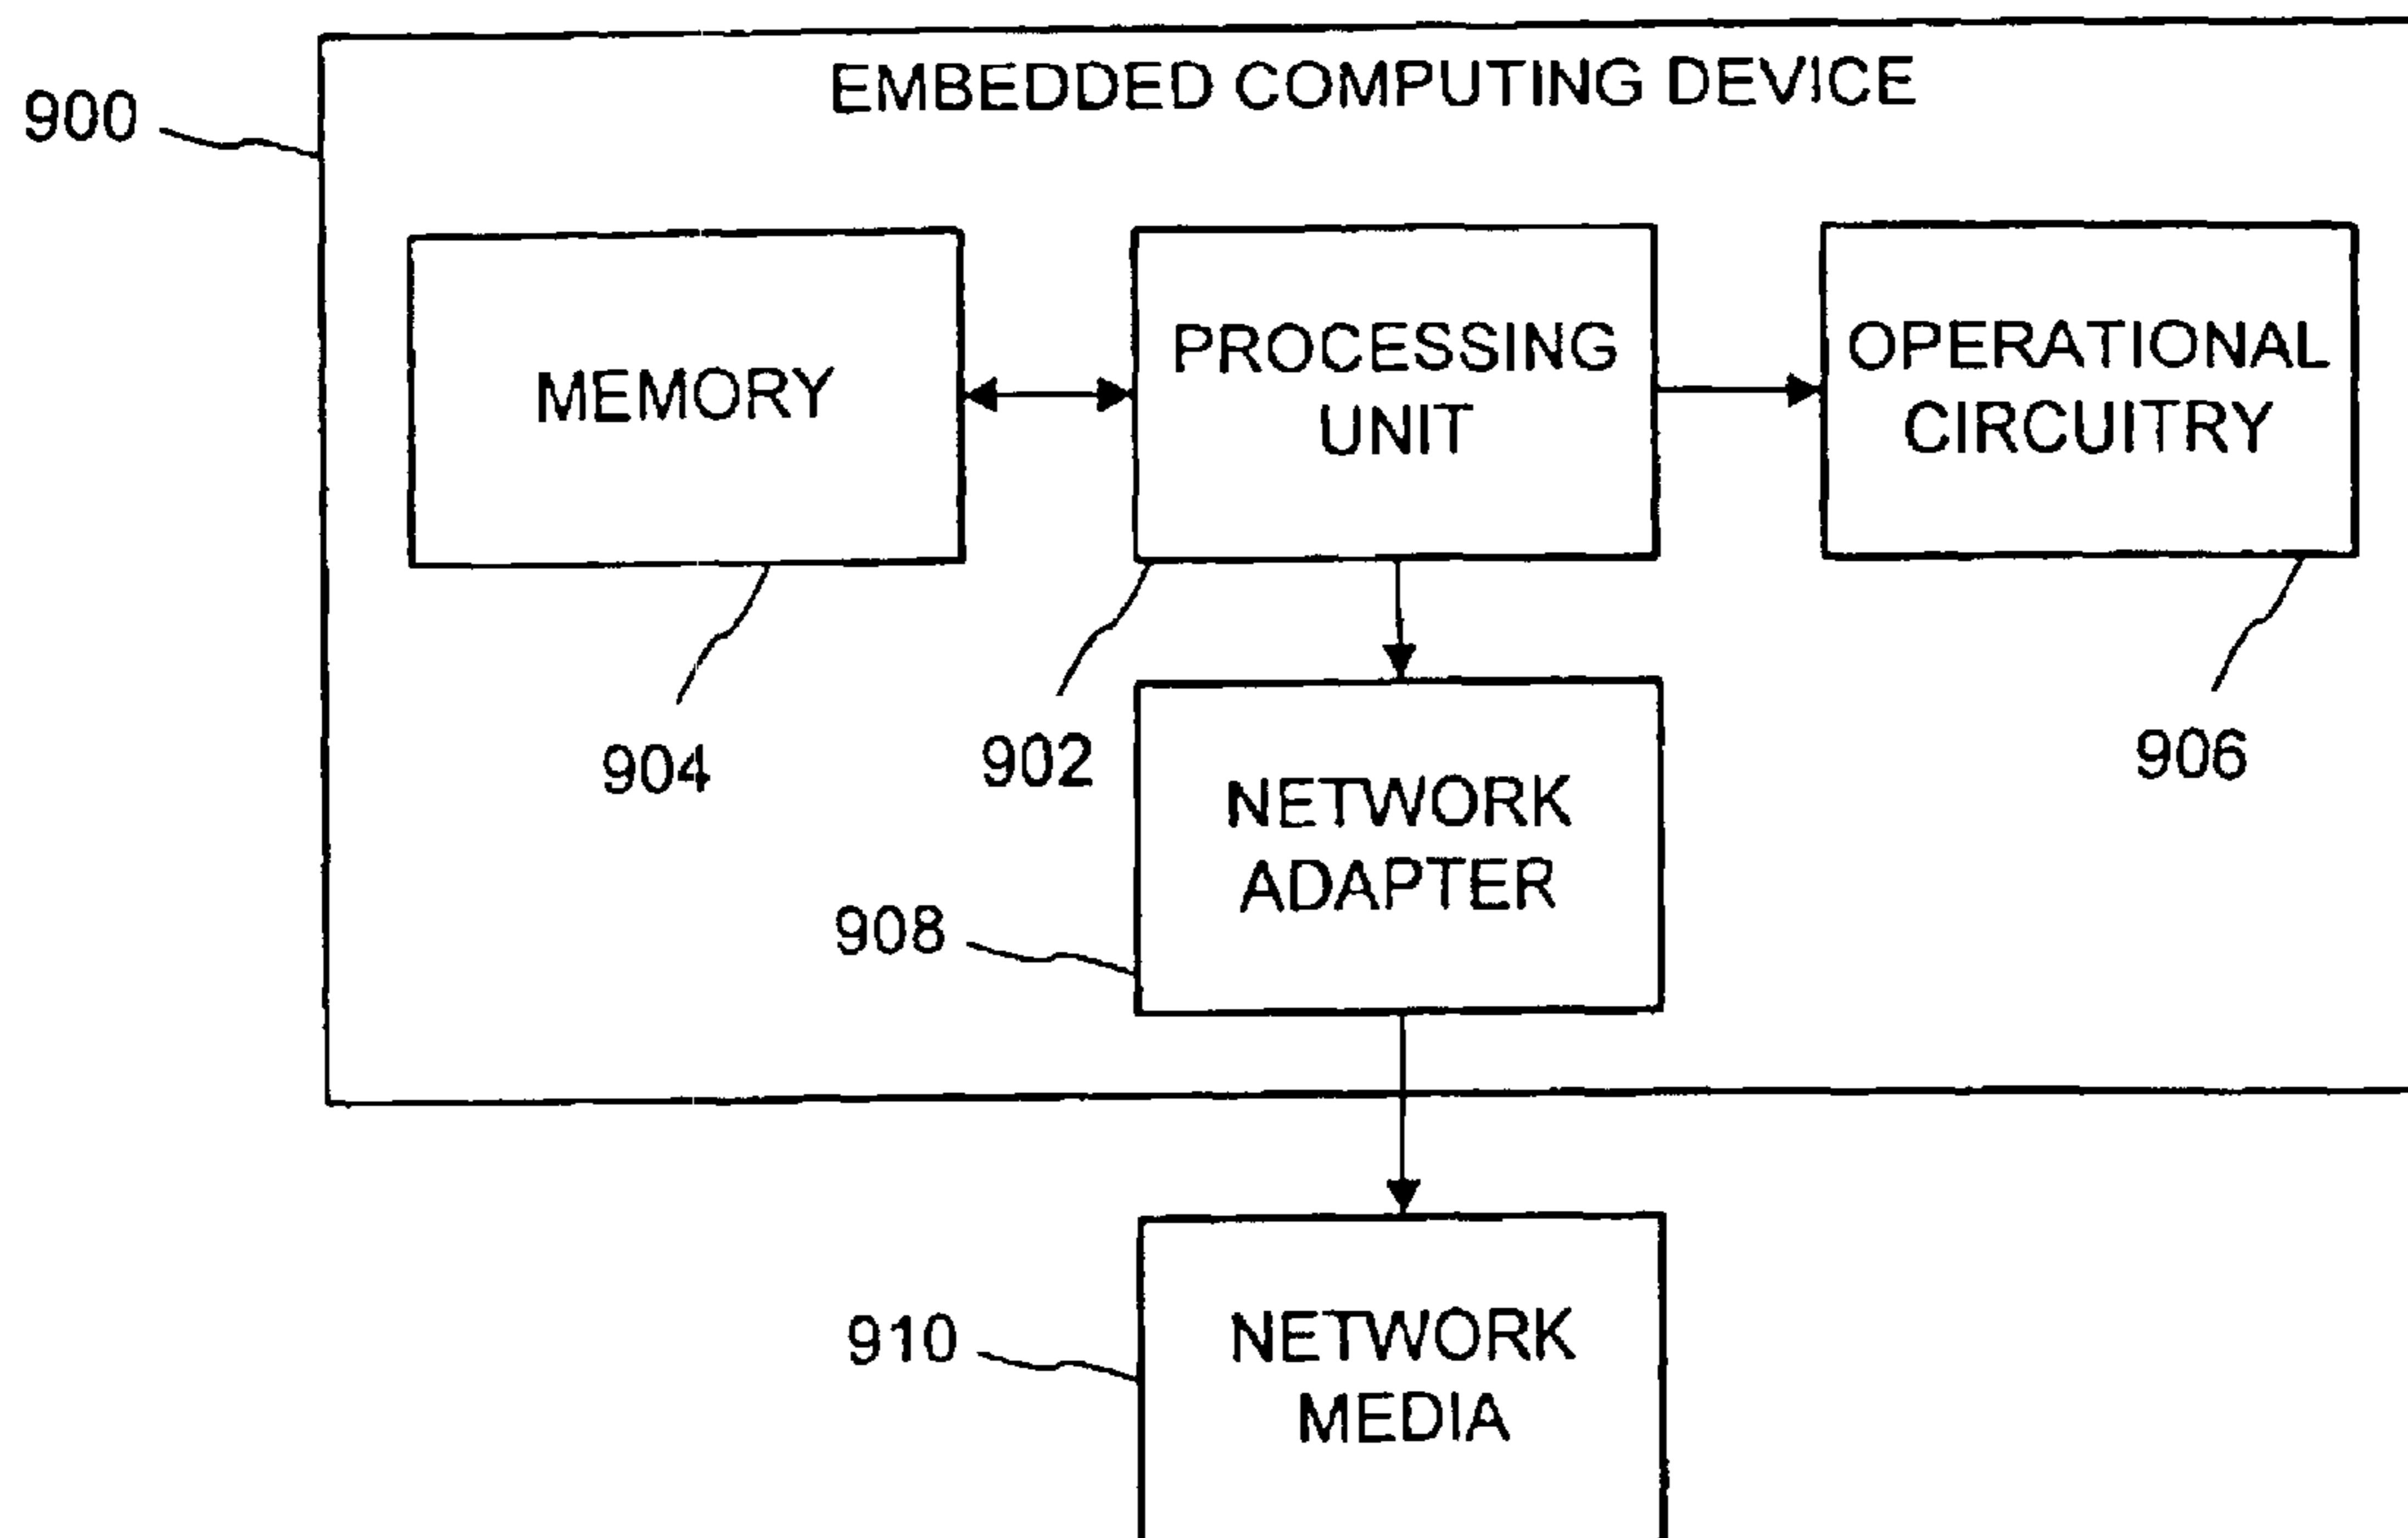 EMBEDDED COMPUTING DEVICE
900
MEMORY
PROCESSING
UNIT
OPERATIONAL
CIRCUITRY
904
902
906
NETWORK
ADAPTER
908
910
NETWORK
MEDIA